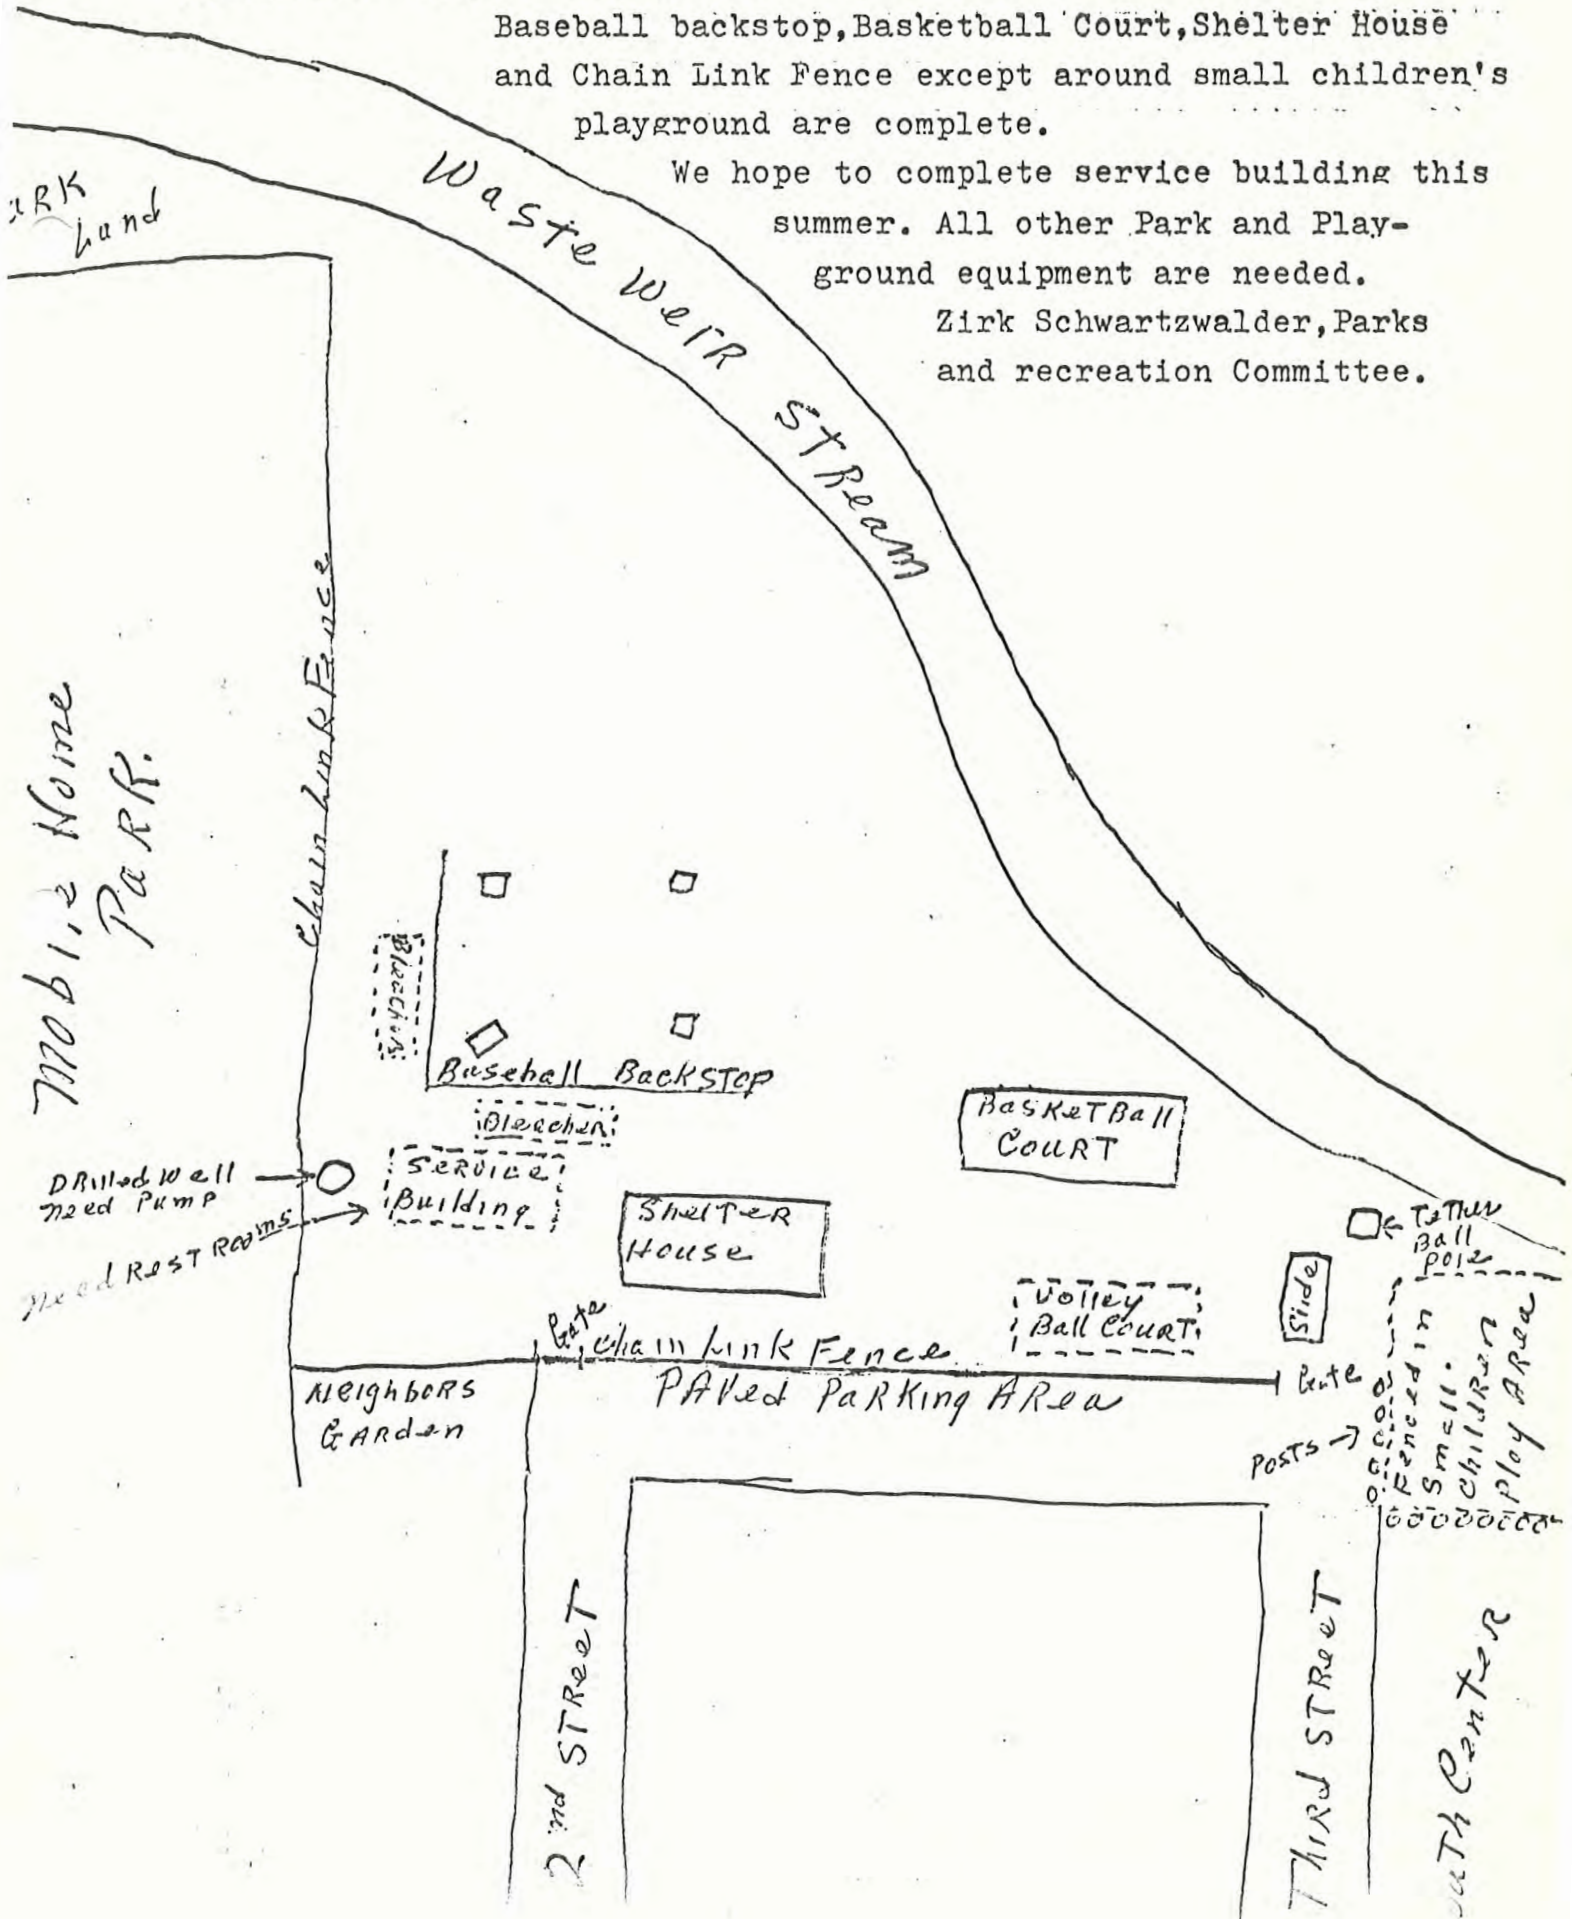 Baseball backstop,Basketball Court,Shelter House
and Chain Link Fence except around small children's
playground are complete.
We hope to complete service building this
summer. All other Park and Play-
ground equipment are needed.
Zirk Schwartzwalder,Parks
and recreation Committee.
Waste Weir Stream
ARK
Land
Chain Link Fence
Mobile Home
Park.
Bleachers
Baseball Backstop
Bleacher
Basketball
Court
Drilled Well
need Pump
Service
Building
need Rest Rooms
Shelter
House
Tether
Ball
Pole
Slide
Volley
Ball Court
Gate
Chain Link Fence
Gate
Neighbors
Garden
Paved Parking Area
Posts
Fenced in
Small
Children
Play Area
2nd Street
Third Street
outh Center